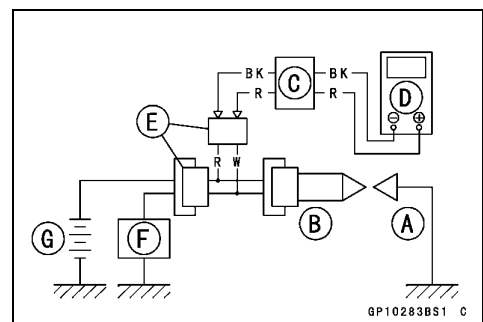 BK C BK D
R R
E
R W
G F B A
GP10283BS1 C